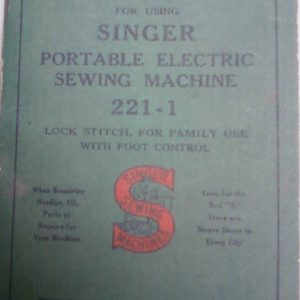 FOR USING
SINGER
PORTABLE ELECTRIC
SEWING MACHINE
221-1
LOCK STITCH, FOR FAMILY USE
WITH FOOT CONTROL
When Requiring
Needles, Oil,
Parts or
Repairs for
Your Machine
SINGER
SEWING
MACHINES
Look for the
Red "S"
There are
Singer Shops in
Every City